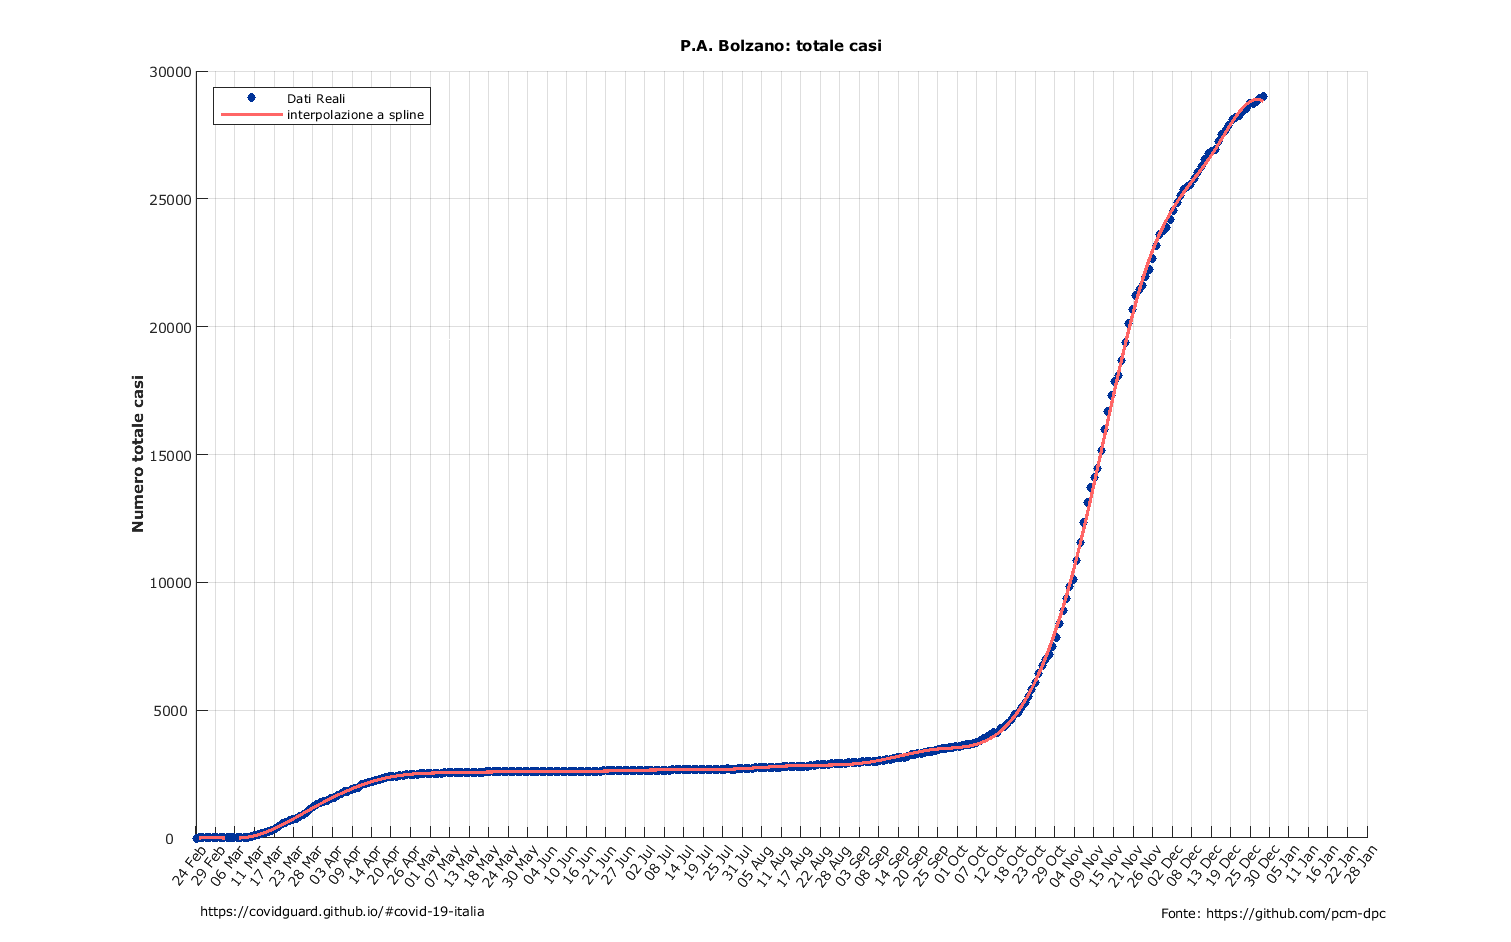 P.A. Bolzano: totale casi
30000
25000
20000
15000
10000
5000
0
Dati Reali
interpolazione a spline
Numero totale casi
24 Feb
29 Feb
06 Mar
11 Mar
17 Mar
23 Mar
28 Mar
03 Apr
09 Apr
14 Apr
20 Apr
26 Apr
01 May
07 May
13 May
18 May
24 May
30 May
04 Jun
10 Jun
16 Jun
21 Jun
27 Jun
02 Jul
08 Jul
14 Jul
19 Jul
25 Jul
31 Jul
05 Aug
11 Aug
17 Aug
22 Aug
28 Aug
03 Sep
08 Sep
14 Sep
20 Sep
25 Sep
01 Oct
07 Oct
12 Oct
18 Oct
23 Oct
29 Oct
04 Nov
09 Nov
15 Nov
21 Nov
26 Nov
02 Dec
08 Dec
13 Dec
19 Dec
25 Dec
30 Dec
05 Jan
11 Jan
16 Jan
22 Jan
28 Jan
https://covidguard.github.io/#covid-19-italia
Fonte: https://github.com/pcm-dpc